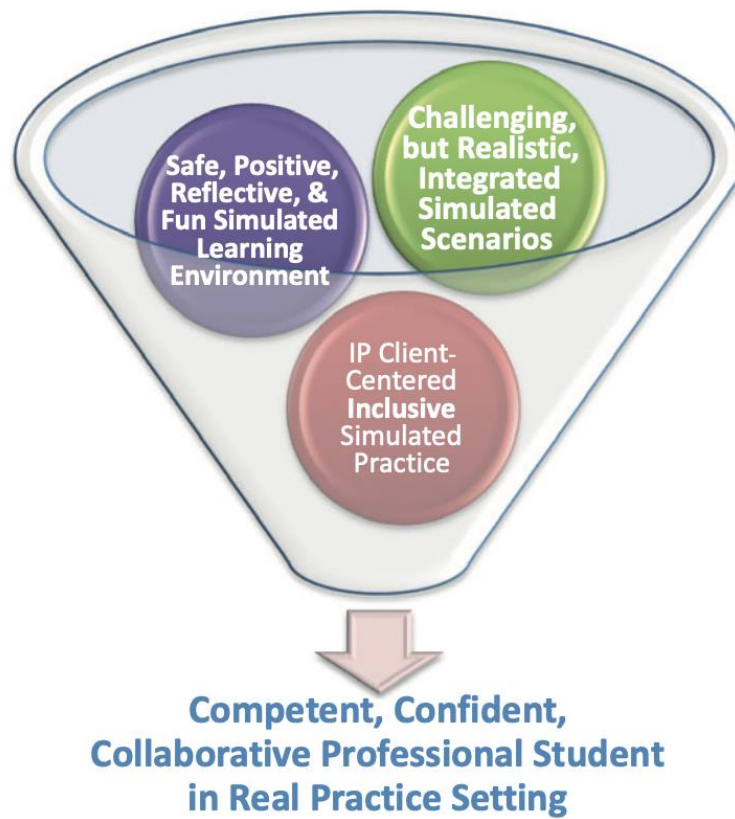 Safe, Positive,
Reflective, &
Fun Simulated
Learning
Environment
Challenging,
but Realistic,
Integrated
Simulated
Scenarios
IP Client-
Centered
Inclusive
Simulated
Practice
Competent, Confident,
Collaborative Professional Student
in Real Practice Setting